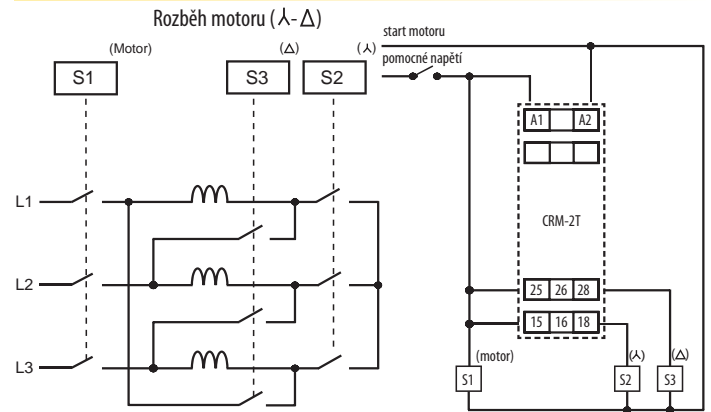 Rozběh motoru (⅄-Δ)
(Motor)
(Δ)
(⅄)
S1
S3
S2
L1
L2
L3
start motoru
pomocné napětí
A1 A2
CRM-2T
25 26 28
15 16 18
(motor)
(⅄)
(Δ)
S1
S2
S3